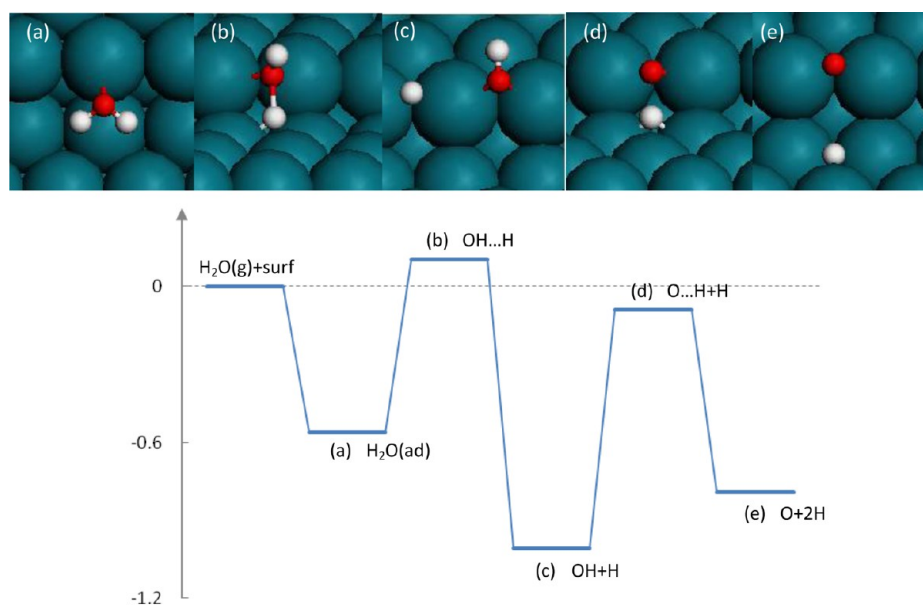 (a)
(b)
(c)
(d)
(e)
(b) OH...H
H₂O(g)+surf
0
(d) O...H+H
-0.6
(a) H₂O(ad)
(e) O+2H
(c) OH+H
-1.2